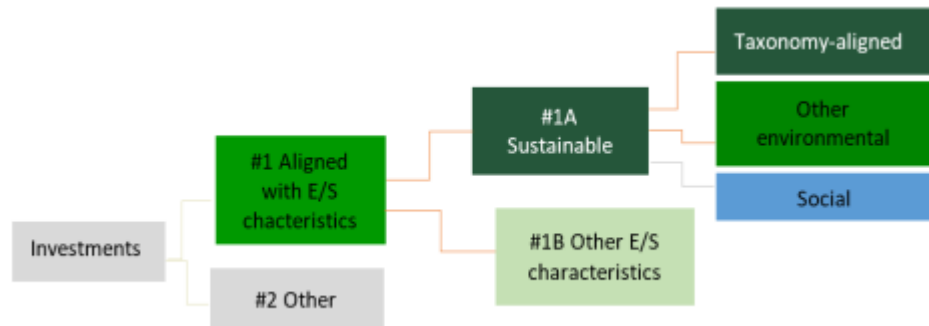 Taxonomy-aligned
#1A
Sustainable
Other
environmental
#1 Aligned
with E/S
chacteristics
Social
Investments
#1B Other E/S
characteristics
#2 Other